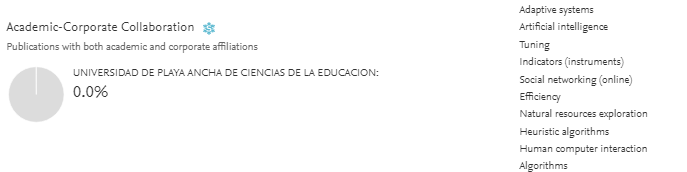 Academic-Corporate Collaboration
Publications with both academic and corporate affiliations
UNIVERSIDAD DE PLAYA ANCHA DE CIENCIAS DE LA EDUCACION:
0.0%
Adaptive systems
Artificial intelligence
Tuning
Indicators (instruments)
Social networking (online)
Efficiency
Natural resources exploration
Heuristic algorithms
Human computer interaction
Algorithms